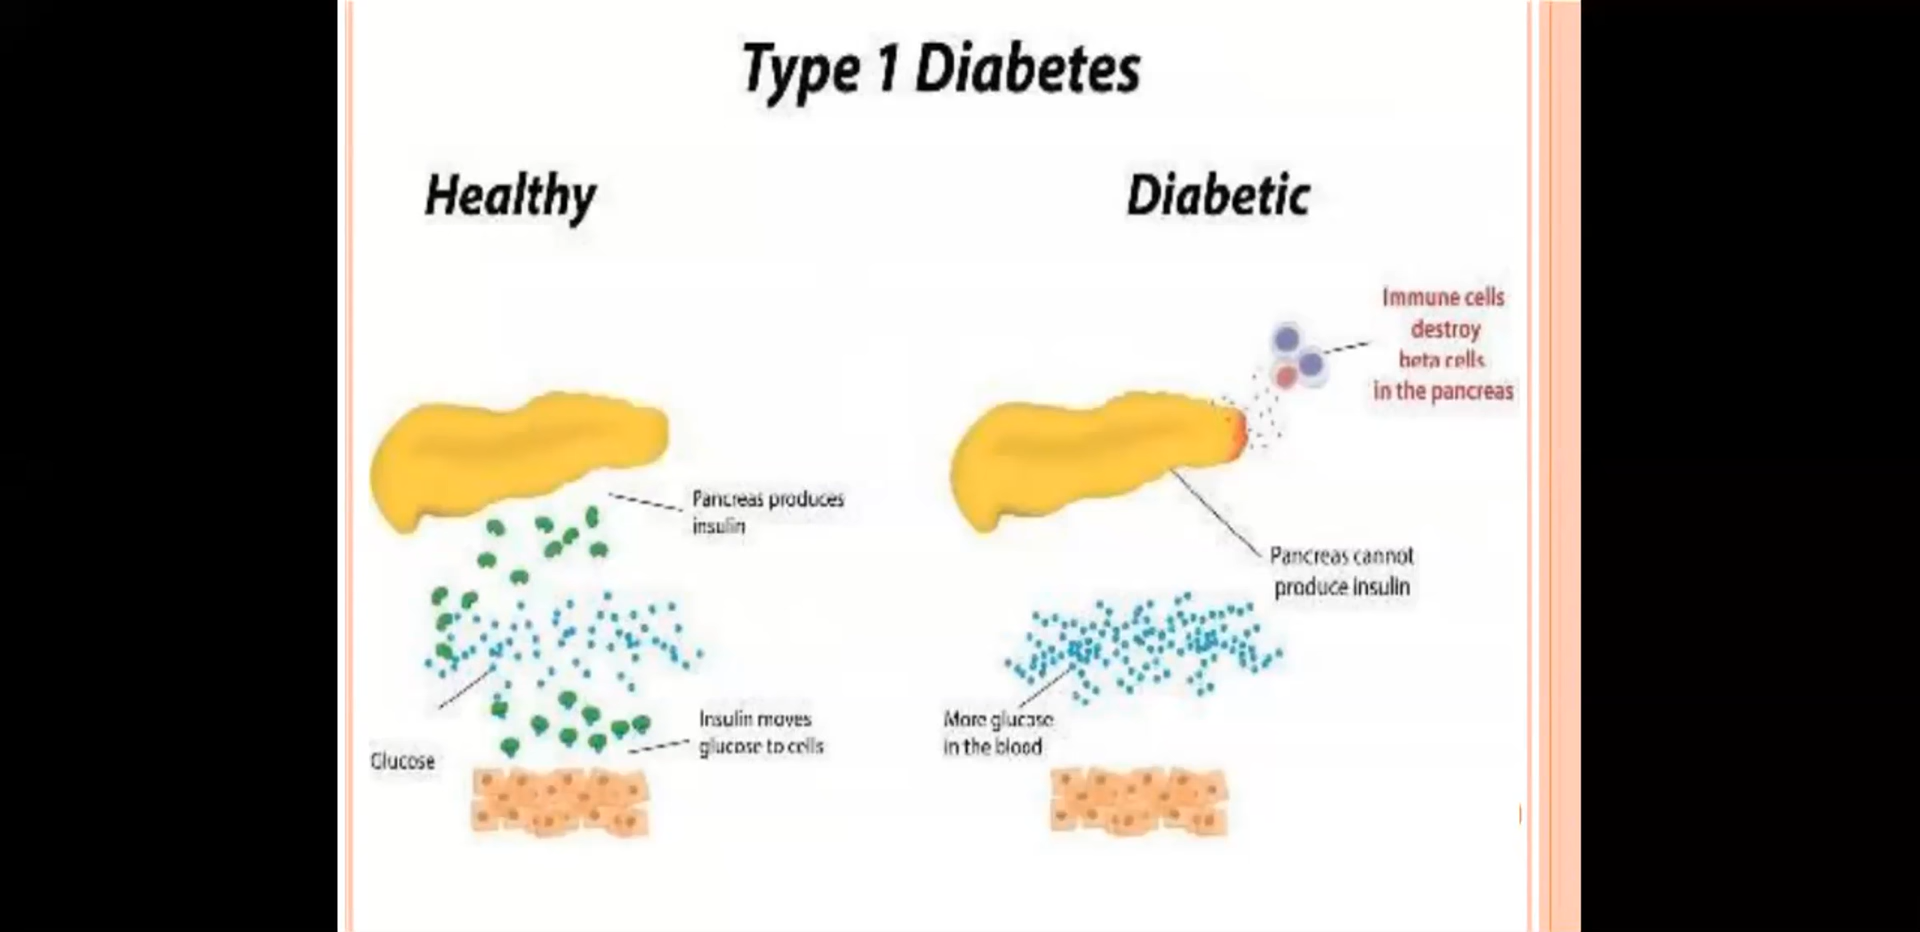 Type 1 Diabetes
Healthy
Diabetic
Immune cells
destroy
beta cells
in the pancreas
Pancreas produces
insulin
Pancreas cannot
produce insulin
Glucose
Insulin moves
glucose to cells
More glucose
in the blood